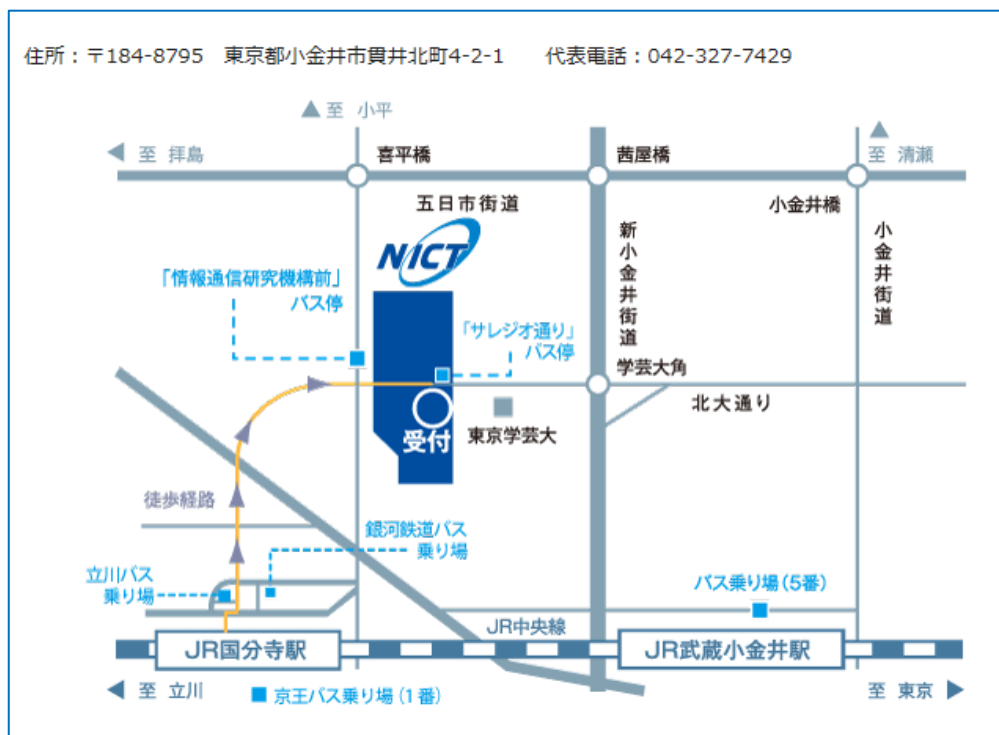 住所：〒184-8795　東京都小金井市貫井北町4-2-1　　代表電話：042-327-7429
▲至 小平
◀ 至 拝島
喜平橋
茜屋橋
▲
至 清瀬
五日市街道
小金井橋
NICT
新小金井街道
小金井街道
「情報通信研究機構前」
バス停
「サレジオ通り」
バス停
学芸大角
北大通り
受付
東京学芸大
徒歩経路
銀河鉄道バス
乗り場
立川バス
乗り場
バス乗り場(5番)
JR中央線
JR国分寺駅
JR武蔵小金井駅
◀ 至 立川
■ 京王バス乗り場(1番)
至 東京 ▶